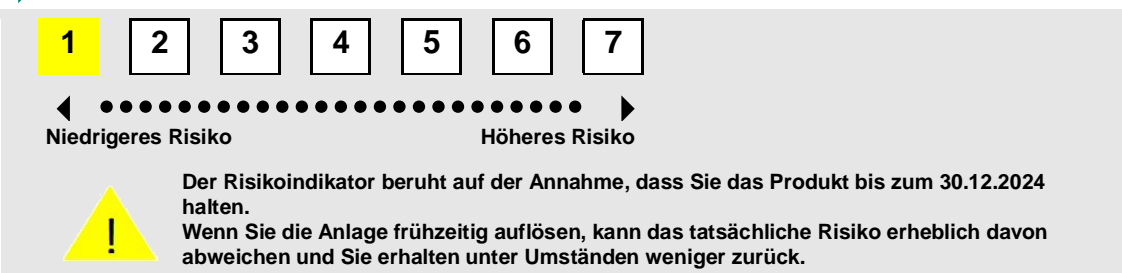 1 2 3 4 5 6 7
Niedrigeres Risiko Höheres Risiko
Der Risikoindikator beruht auf der Annahme, dass Sie das Produkt bis zum 30.12.2024
halten.
!
Wenn Sie die Anlage frühzeitig auflösen, kann das tatsächliche Risiko erheblich davon
abweichen und Sie erhalten unter Umständen weniger zurück.